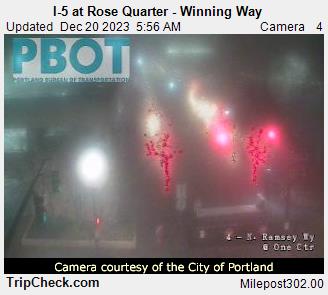 I-5 at Rose Quarter - Winning Way
Updated Dec 20 2023 5:56 AM Camera 4
PBOT
PORTLAND BUREAU OF TRANSPORTATION
4 - N. Ramsey Wy
@ One Ctr
Camera courtesy of the City of Portland
TripCheck.com Milepost302.00